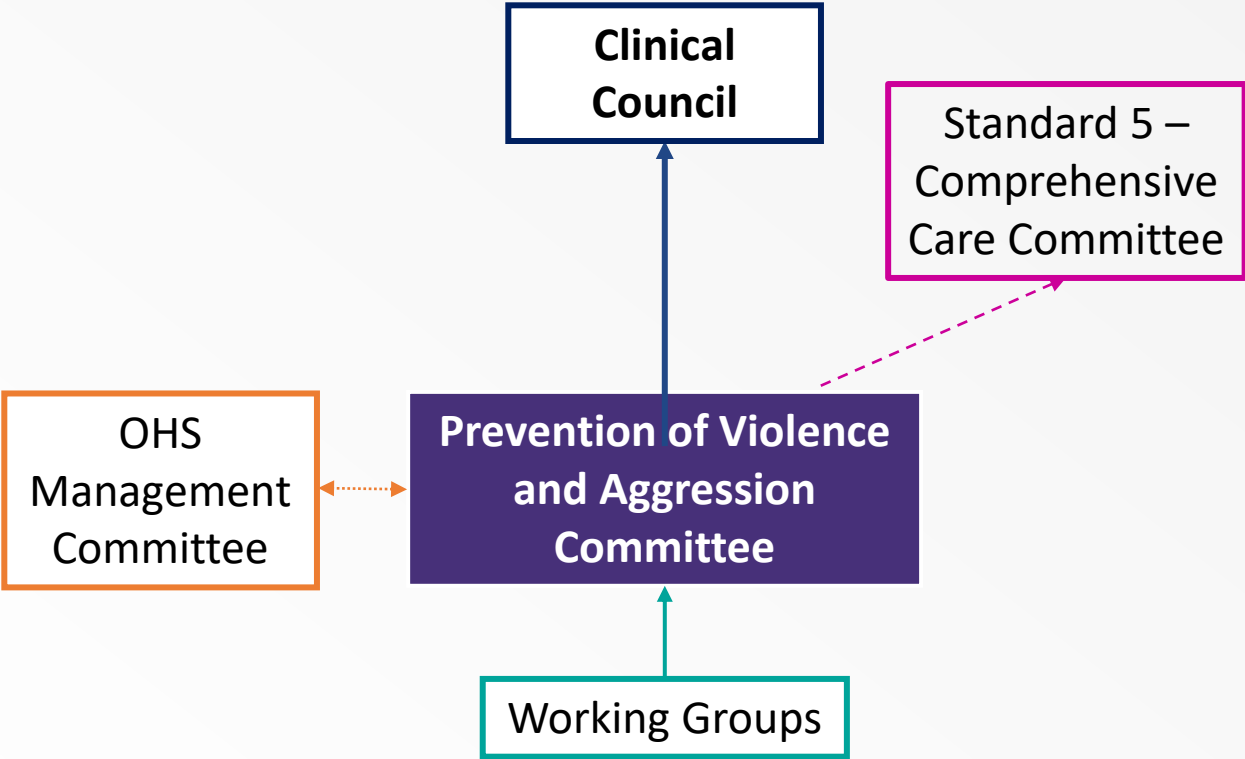 Clinical
Council
Standard 5 –
Comprehensive
Care Committee
OHS
Management
Committee
Prevention of Violence
and Aggression
Committee
Working Groups